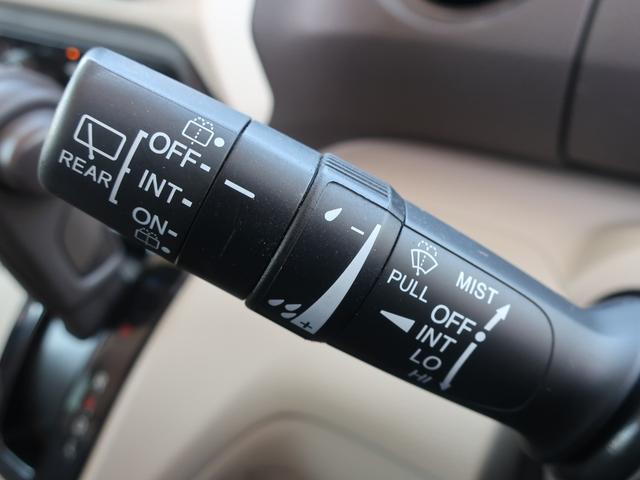 REAR
OFF-
INT-
ON-
-
+
PULL
MIST
OFF
INT
LO
HI